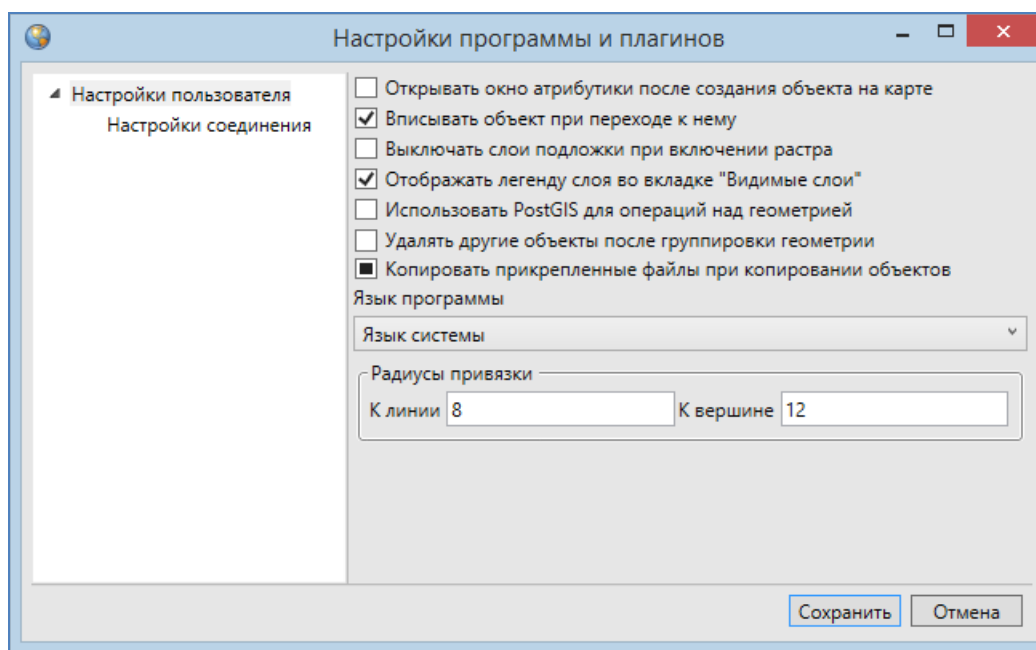 Настройки программы и плагинов
Настройки пользователя
Настройки соединения
Открывать окно атрибутики после создания объекта на карте
Вписывать объект при переходе к нему
Выключать слои подложки при включении растра
Отображать легенду слоя во вкладке "Видимые слои"
Использовать PostGIS для операций над геометрией
Удалять другие объекты после группировки геометрии
Копировать прикрепленные файлы при копировании объектов
Язык программы
Язык системы
Радиусы привязки
К линии 8 К вершине 12
Сохранить Отмена